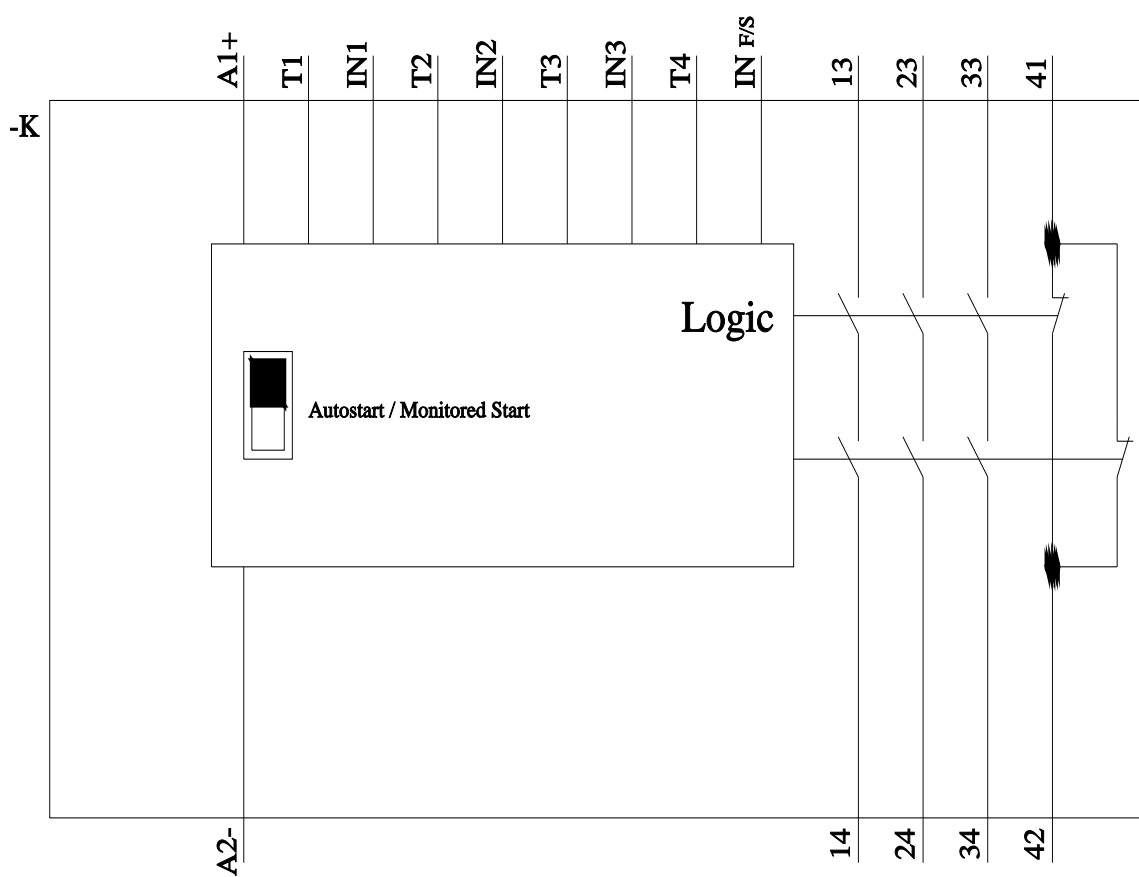 A1+
T1
IN1
T2
IN2
T3
IN3
T4
IN F/S
13
23
33
41
-K
Logic
Autostart / Monitored Start
A2-
14
24
34
42